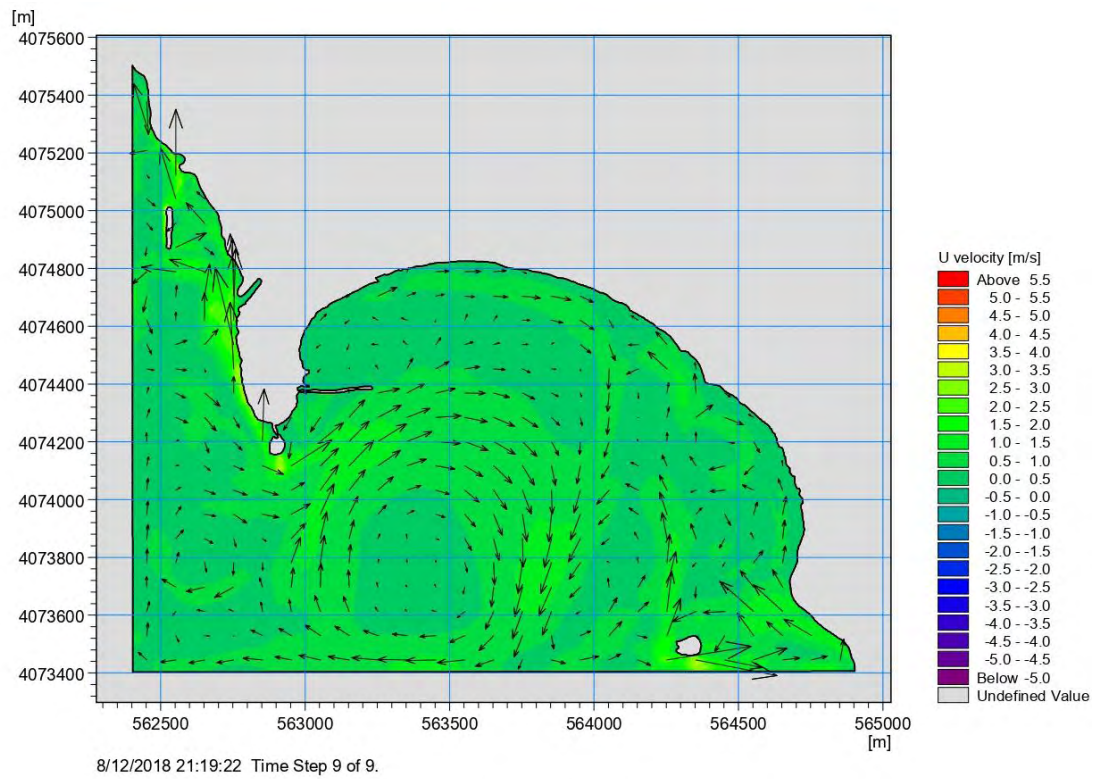 [m]
4075600
4075400
4075200
4075000
4074800
4074600
4074400
4074200
4074000
4073800
4073600
4073400
562500 563000 563500 564000 564500 565000
[m]
8/12/2018 21:19:22 Time Step 9 of 9.
U velocity [m/s]
Above 5.5
5.0 - 5.5
4.5 - 5.0
4.0 - 4.5
3.5 - 4.0
3.0 - 3.5
2.5 - 3.0
2.0 - 2.5
1.5 - 2.0
1.0 - 1.5
0.5 - 1.0
0.0 - 0.5
-0.5 - 0.0
-1.0 - -0.5
-1.5 - -1.0
-2.0 - -1.5
-2.5 - -2.0
-3.0 - -2.5
-3.5 - -3.0
-4.0 - -3.5
-4.5 - -4.0
-5.0 - -4.5
Below -5.0
Undefined Value